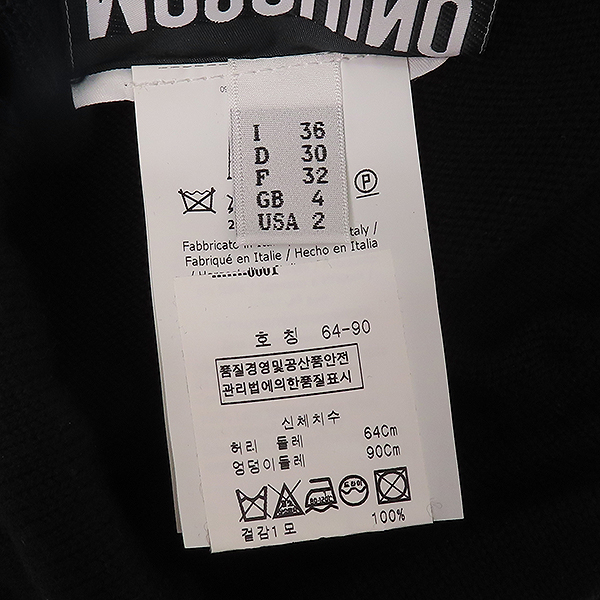 MOSCHINO
I 36
D 30
F 32
GB 4
USA 2
P
Fabbricato in Italy /
Fabriqué en Italie / Hecho en Italia
호 칭 64-90
품질경영및공산품안전
관리법에의한품질표시
신체치수
허리 둘레 64Cm
엉덩이둘레 90Cm
드라이
겉감1 모 100%